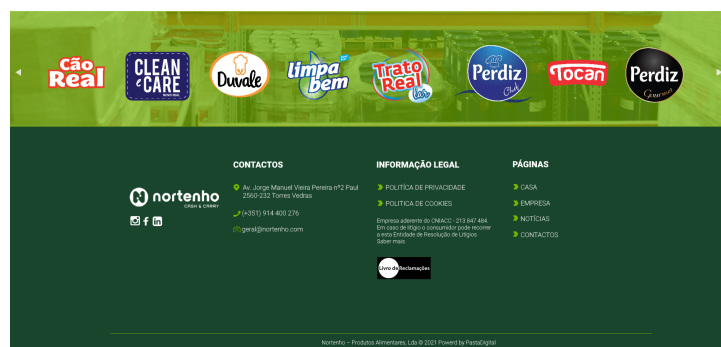 Cão
Real
CLEAN
e CARE
Duvale
limpa
bem
Trato
Real
lar
Perdiz
Chef
Tocan
Perdiz
Gourmet
nortenho
CASH & CARRY
CONTACTOS
Av. Jorge Manuel Vieira Pereira nº2 Paul
2560-232 Torres Vedras
(+351) 914 400 276
geral@nortenho.com
INFORMAÇÃO LEGAL
POLITÍCA DE PRIVACIDADE
POLITICA DE COOKIES
Empresa aderente do CNIACC - 213 847 484.
Em caso de litígio o consumidor pode recorrer
a esta Entidade de Resolução de Litígios
Saber mais
Livro de Reclamações
PÁGINAS
CASA
EMPRESA
NOTÍCIAS
CONTACTOS
Nortenho – Produtos Alimentares, Lda © 2021 Powerd by PastaDigital